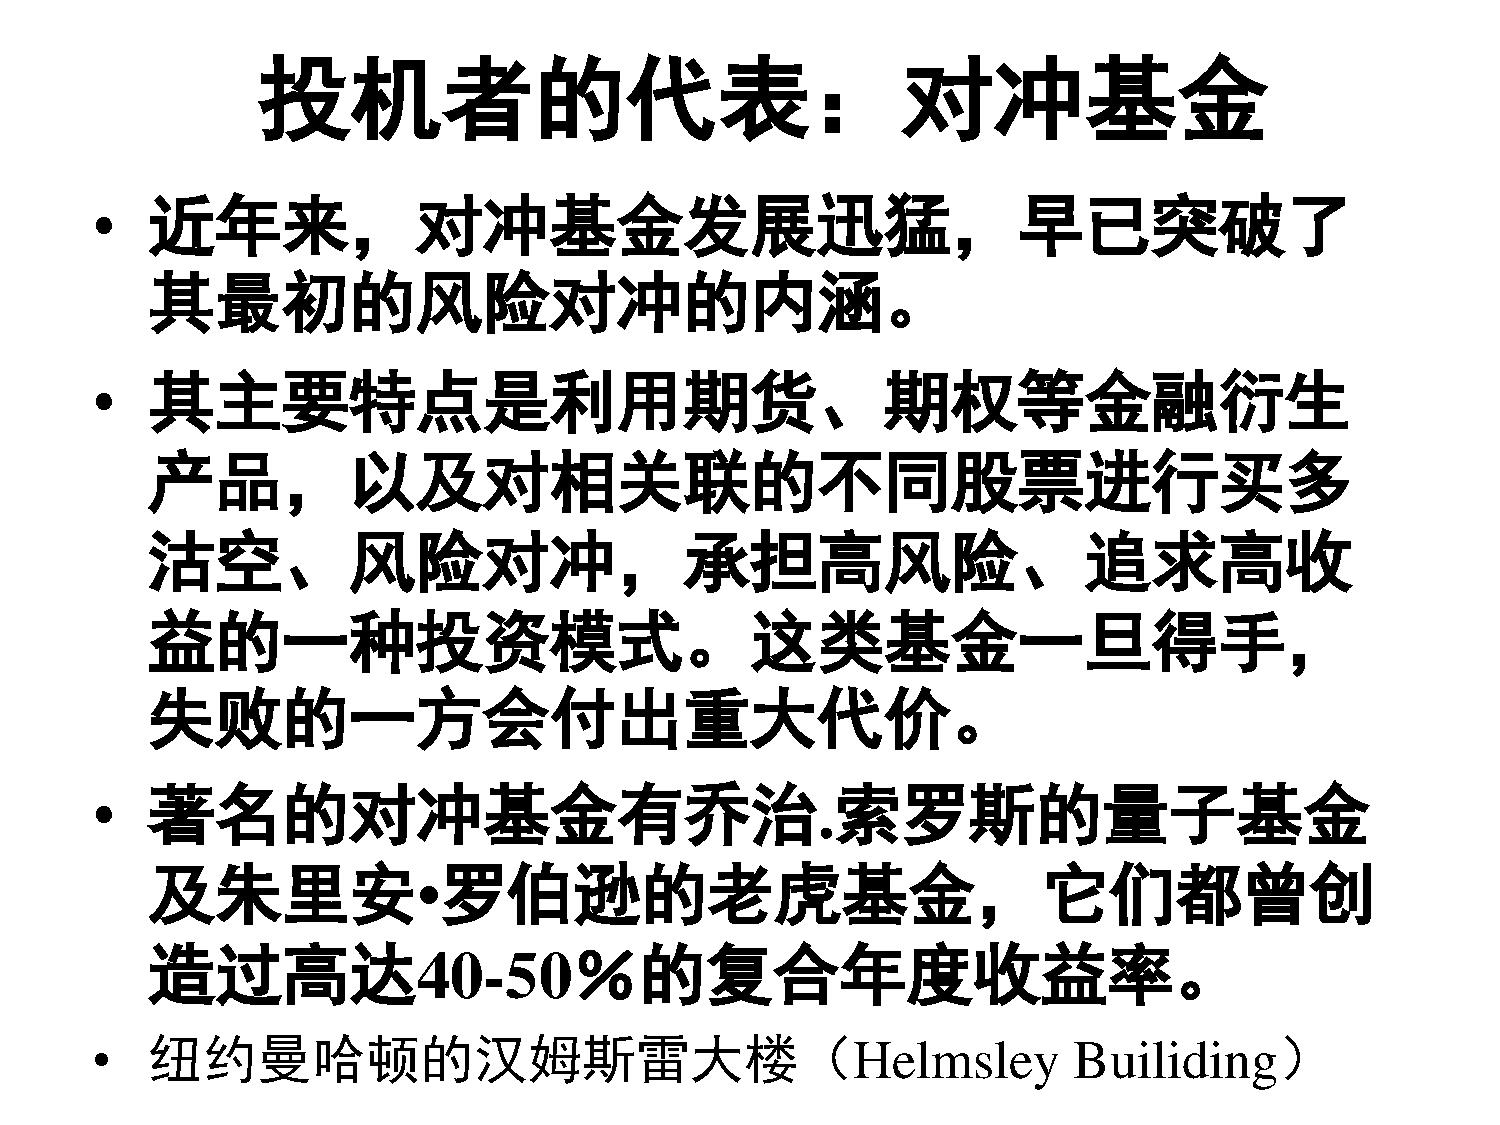 投机者的代表：对冲基金
• 近年来，对冲基金发展迅猛，早已突破了
其最初的风险对冲的内涵。
• 其主要特点是利用期货、期权等金融衍生
产品，以及对相关联的不同股票进行买多
沽空、风险对冲，承担高风险、追求高收
益的一种投资模式。这类基金一旦得手，
失败的一方会付出重大代价。
• 著名的对冲基金有乔治.索罗斯的量子基金
及朱里安•罗伯逊的老虎基金，它们都曾创
造过高达40-50％的复合年度收益率。
• 纽约曼哈顿的汉姆斯雷大楼（Helmsley Builiding）